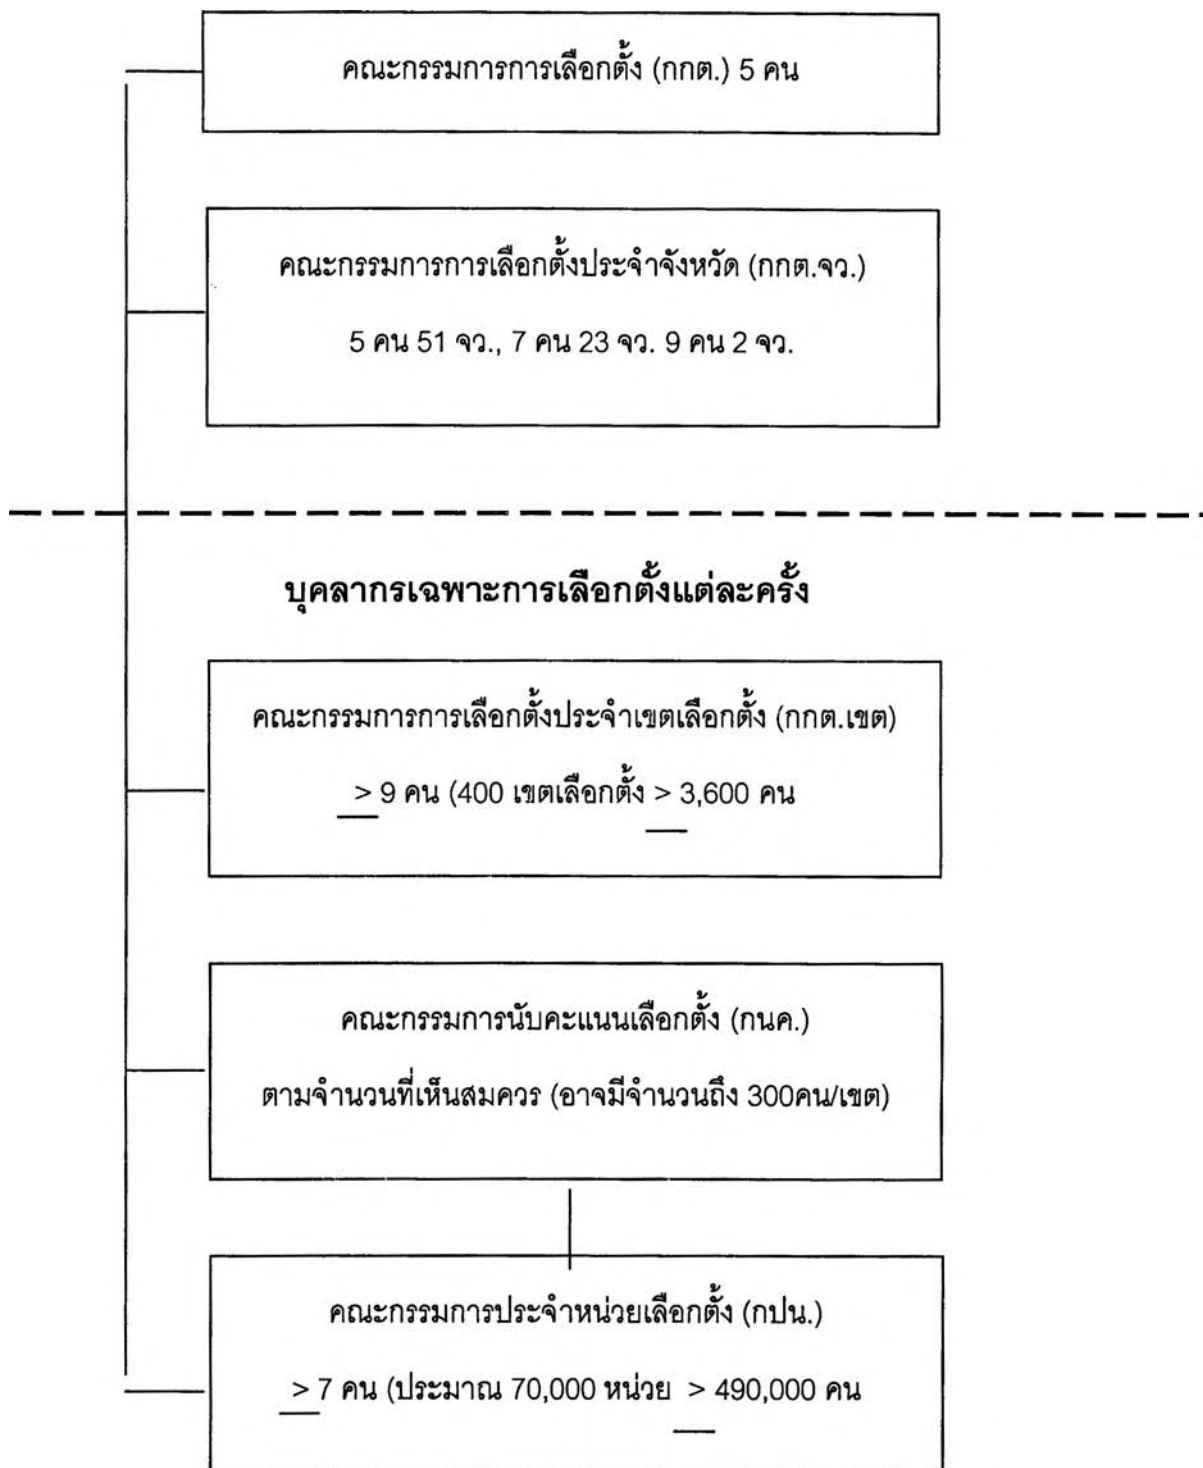 คณะกรรมการการเลือกตั้ง (กกต.) 5 คน
คณะกรรมการการเลือกตั้งประจำจังหวัด (กกต.จว.)
5 คน 51 จว., 7 คน 23 จว. 9 คน 2 จว.
บุคลากรเฉพาะการเลือกตั้งแต่ละครั้ง
คณะกรรมการการเลือกตั้งประจำเขตเลือกตั้ง (กกต.เขต)
> 9 คน (400 เขตเลือกตั้ง > 3,600 คน
คณะกรรมการนับคะแนนเลือกตั้ง (กนค.)
ตามจำนวนที่เห็นสมควร (อาจมีจำนวนถึง 300คน/เขต)
คณะกรรมการประจำหน่วยเลือกตั้ง (กปน.)
> 7 คน (ประมาณ 70,000 หน่วย > 490,000 คน